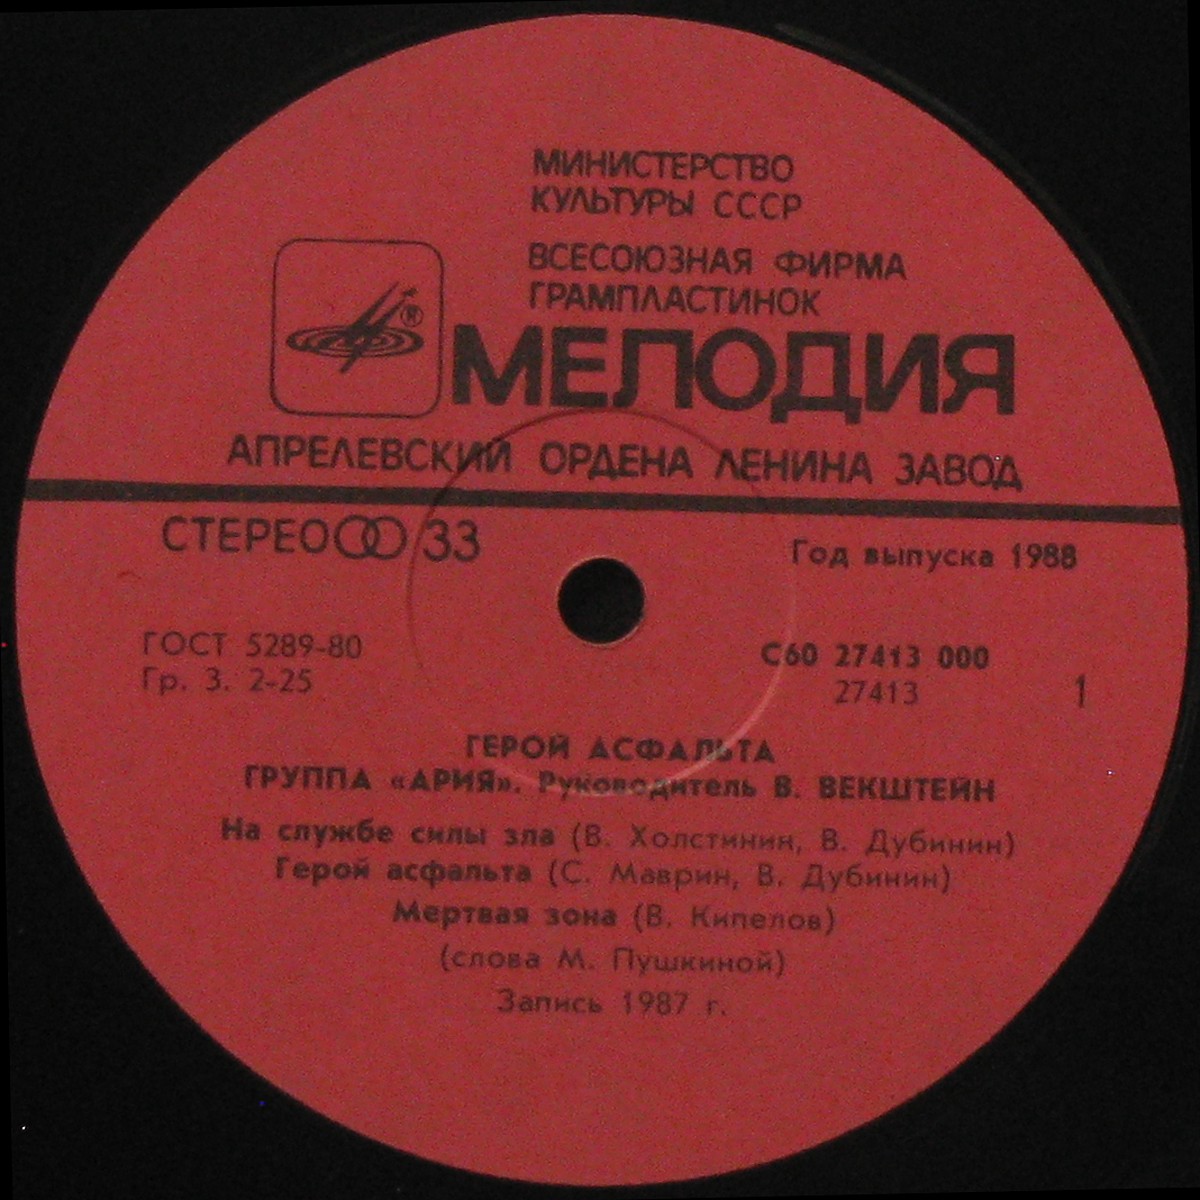 МИНИСТЕРСТВО
КУЛЬТУРЫ СССР
ВСЕСОЮЗНАЯ ФИРМА
ГРАМПЛАСТИНОК
®
МЕЛОДИЯ
АПРЕЛЕВСКИЙ ОРДЕНА ЛЕНИНА ЗАВОД
СТЕРЕО 33
Год выпуска 1988
ГОСТ 5289-80
Гр. 3. 2-25
С60 27413 000
27413
1
ГЕРОЙ АСФАЛЬТА
ГРУППА «АРИЯ». Руководитель В. ВЕКШТЕЙН
На службе силы зла (В. Холстинин, В. Дубинин)
Герой асфальта (С. Маврин, В. Дубинин)
Мертвая зона (В. Кипелов)
(слова М. Пушкиной)
Запись 1987 г.